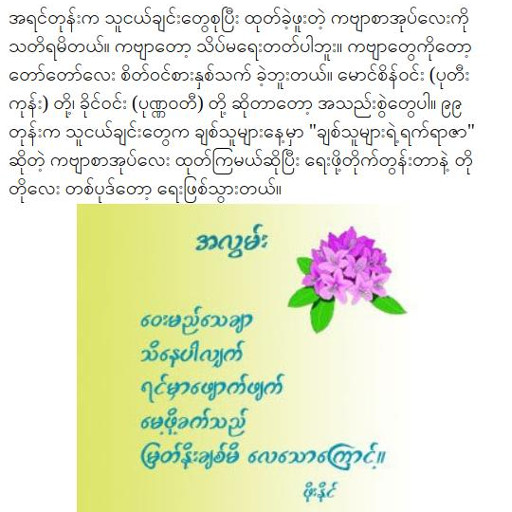 အရင်တုန်းက သူငယ်ချင်းတွေစုပြီး ထုတ်ခဲ့ဖူးတဲ့ ကဗျာစာအုပ်လေးကို
သတိရမိတယ်။ ကဗျာတော့ သိပ်မရေးတတ်ပါဘူး။ ကဗျာတွေကိုတော့
တော်တော်လေး စိတ်ဝင်စားနှစ်သက် ခဲ့ဘူးတယ်။ မောင်စိန်ဝင်း (ပုတီး
ကုန်း) တို့၊ ခိုင်ဝင်း (ပုဏ္ဏဝတီ) တို့ ဆိုတာတော့ အသည်းစွဲတွေပါ။ ၉၉
တုန်းက သူငယ်ချင်းတွေက ချစ်သူများနေ့မှာ "ချစ်သူများရဲ့ရက်ရာဇာ"
ဆိုတဲ့ ကဗျာစာအုပ်လေး ထုတ်ကြမယ်ဆိုပြီး ရေးဖို့တိုက်တွန်းတာနဲ့ တို
တိုလေး တစ်ပုဒ်တော့ ရေးဖြစ်သွားတယ်။
အလွမ်း
ဝေးမည်သေချာ
သိနေပါလျက်
ရင်မှာဖျောက်ဖျက်
မေ့ဖို့ခက်သည်
မြတ်နိုးချစ်မိ လေသောကြောင့်။
ဖိုးနိုင်